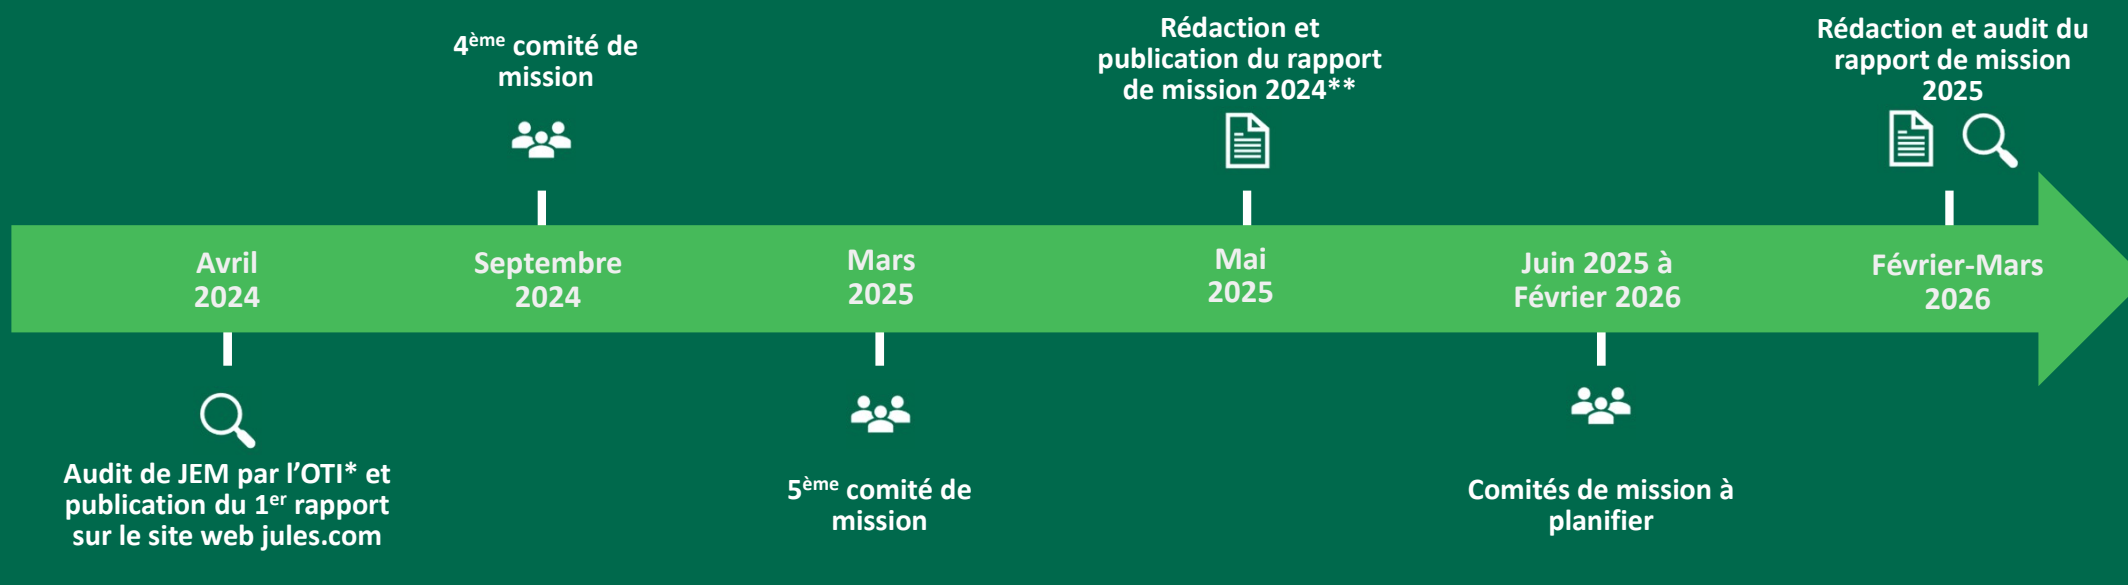 4ème comité de
mission
Rédaction et
publication du rapport
de mission 2024**
Rédaction et audit du
rapport de mission
2025
Avril
2024
Septembre
2024
Mars
2025
Mai
2025
Juin 2025 à
Février 2026
Février-Mars
2026
Audit de JEM par l’OTI* et
publication du 1er rapport
sur le site web jules.com
5ème comité de
mission
Comités de mission à
planifier